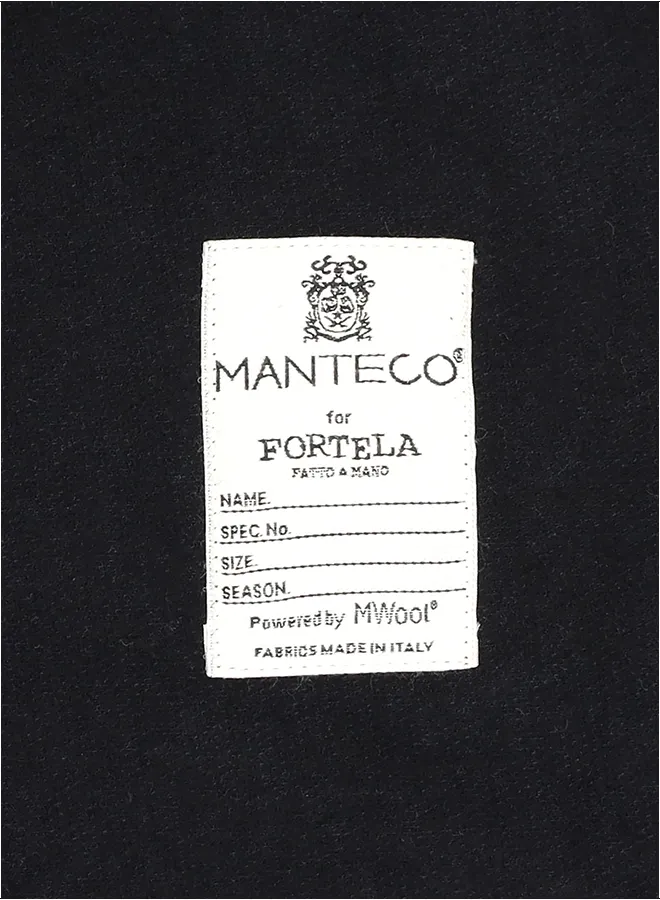 MANTECO®
for
FORTELA
FATTO A MANO
NAME.
SPEC. No.
SIZE.
SEASON.
Powered by MWool®
FABRICS MADE IN ITALY